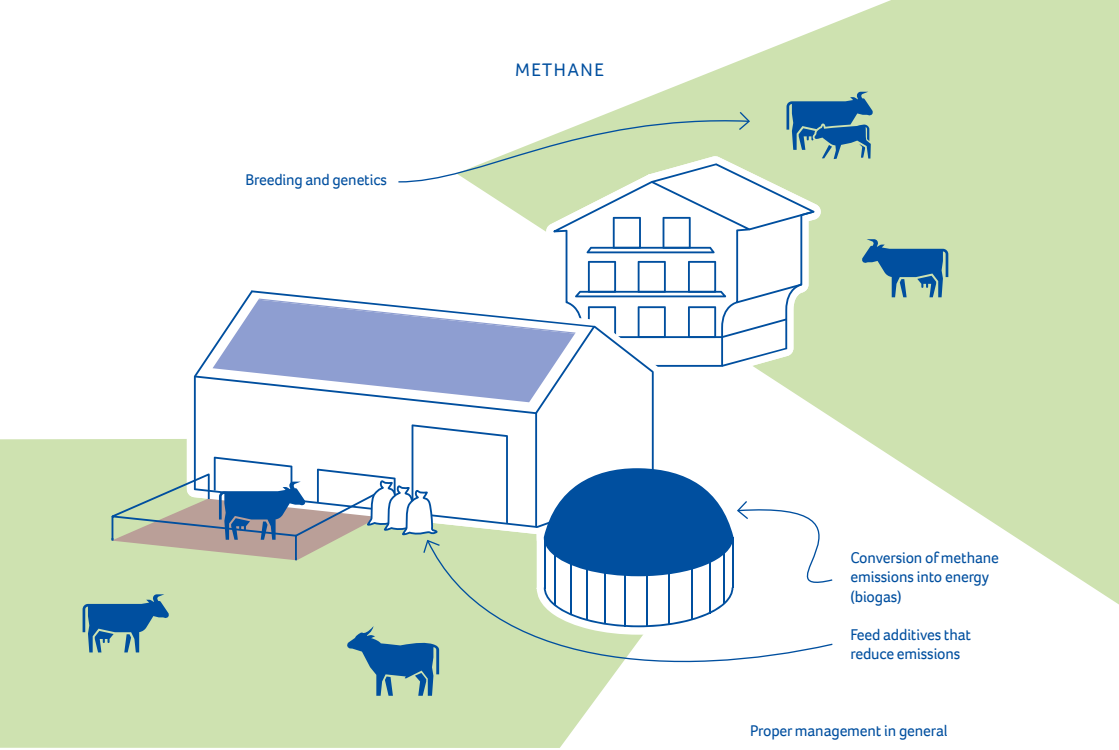 METHANE
Breeding and genetics
Conversion of methane
emissions into energy
(biogas)
Feed additives that
reduce emissions
Proper management in general